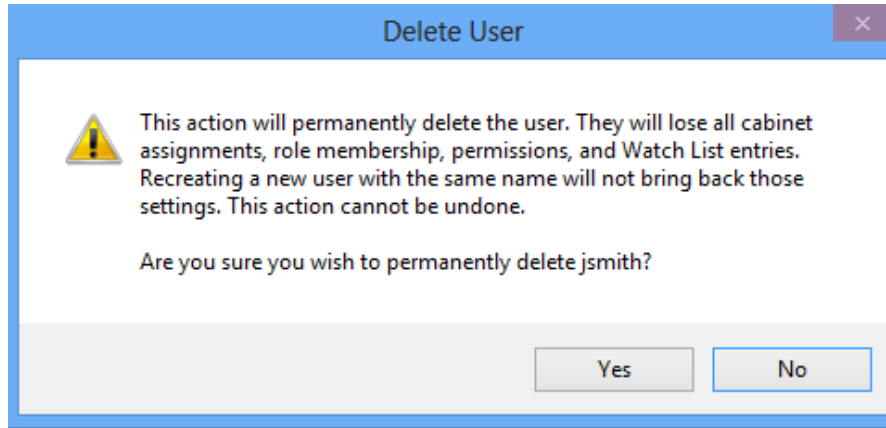 Delete User
This action will permanently delete the user. They will lose all cabinet
assignments, role membership, permissions, and Watch List entries.
Recreating a new user with the same name will not bring back those
settings. This action cannot be undone.
Are you sure you wish to permanently delete jsmith?
Yes
No